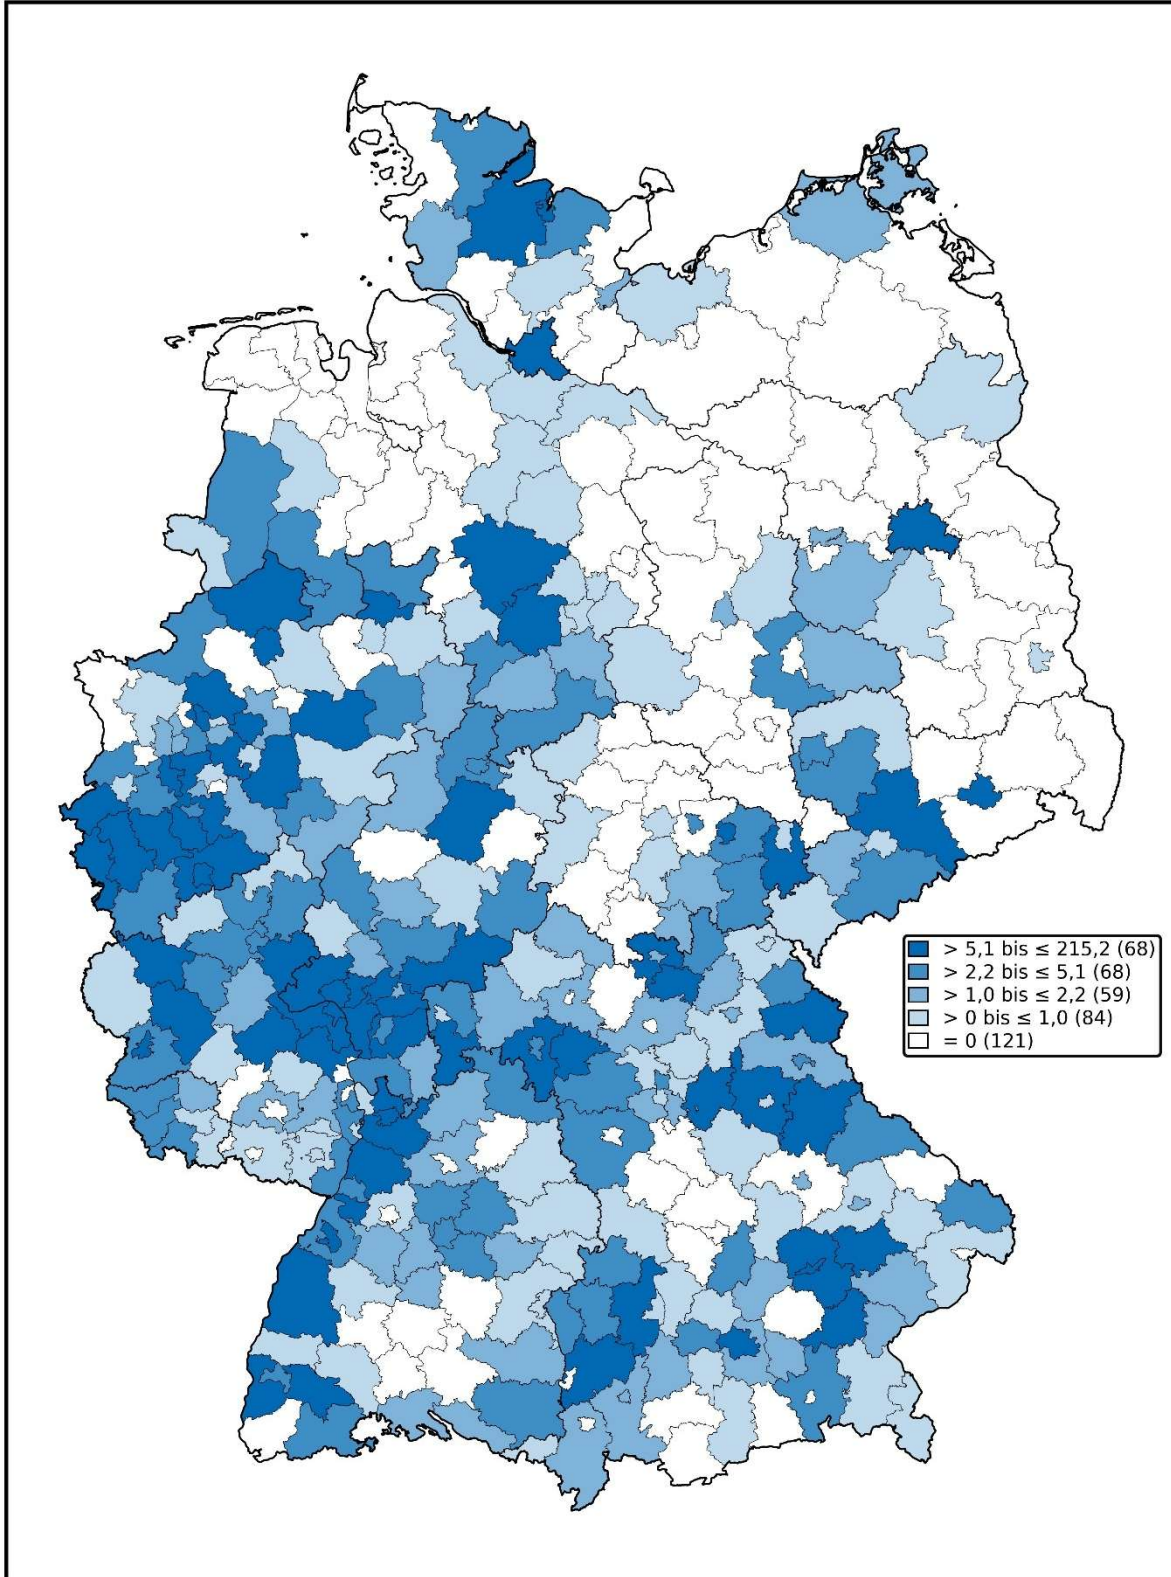 > 5,1 bis ≤ 215,2 (68)
> 2,2 bis ≤ 5,1 (68)
> 1,0 bis ≤ 2,2 (59)
> 0 bis ≤ 1,0 (84)
= 0 (121)